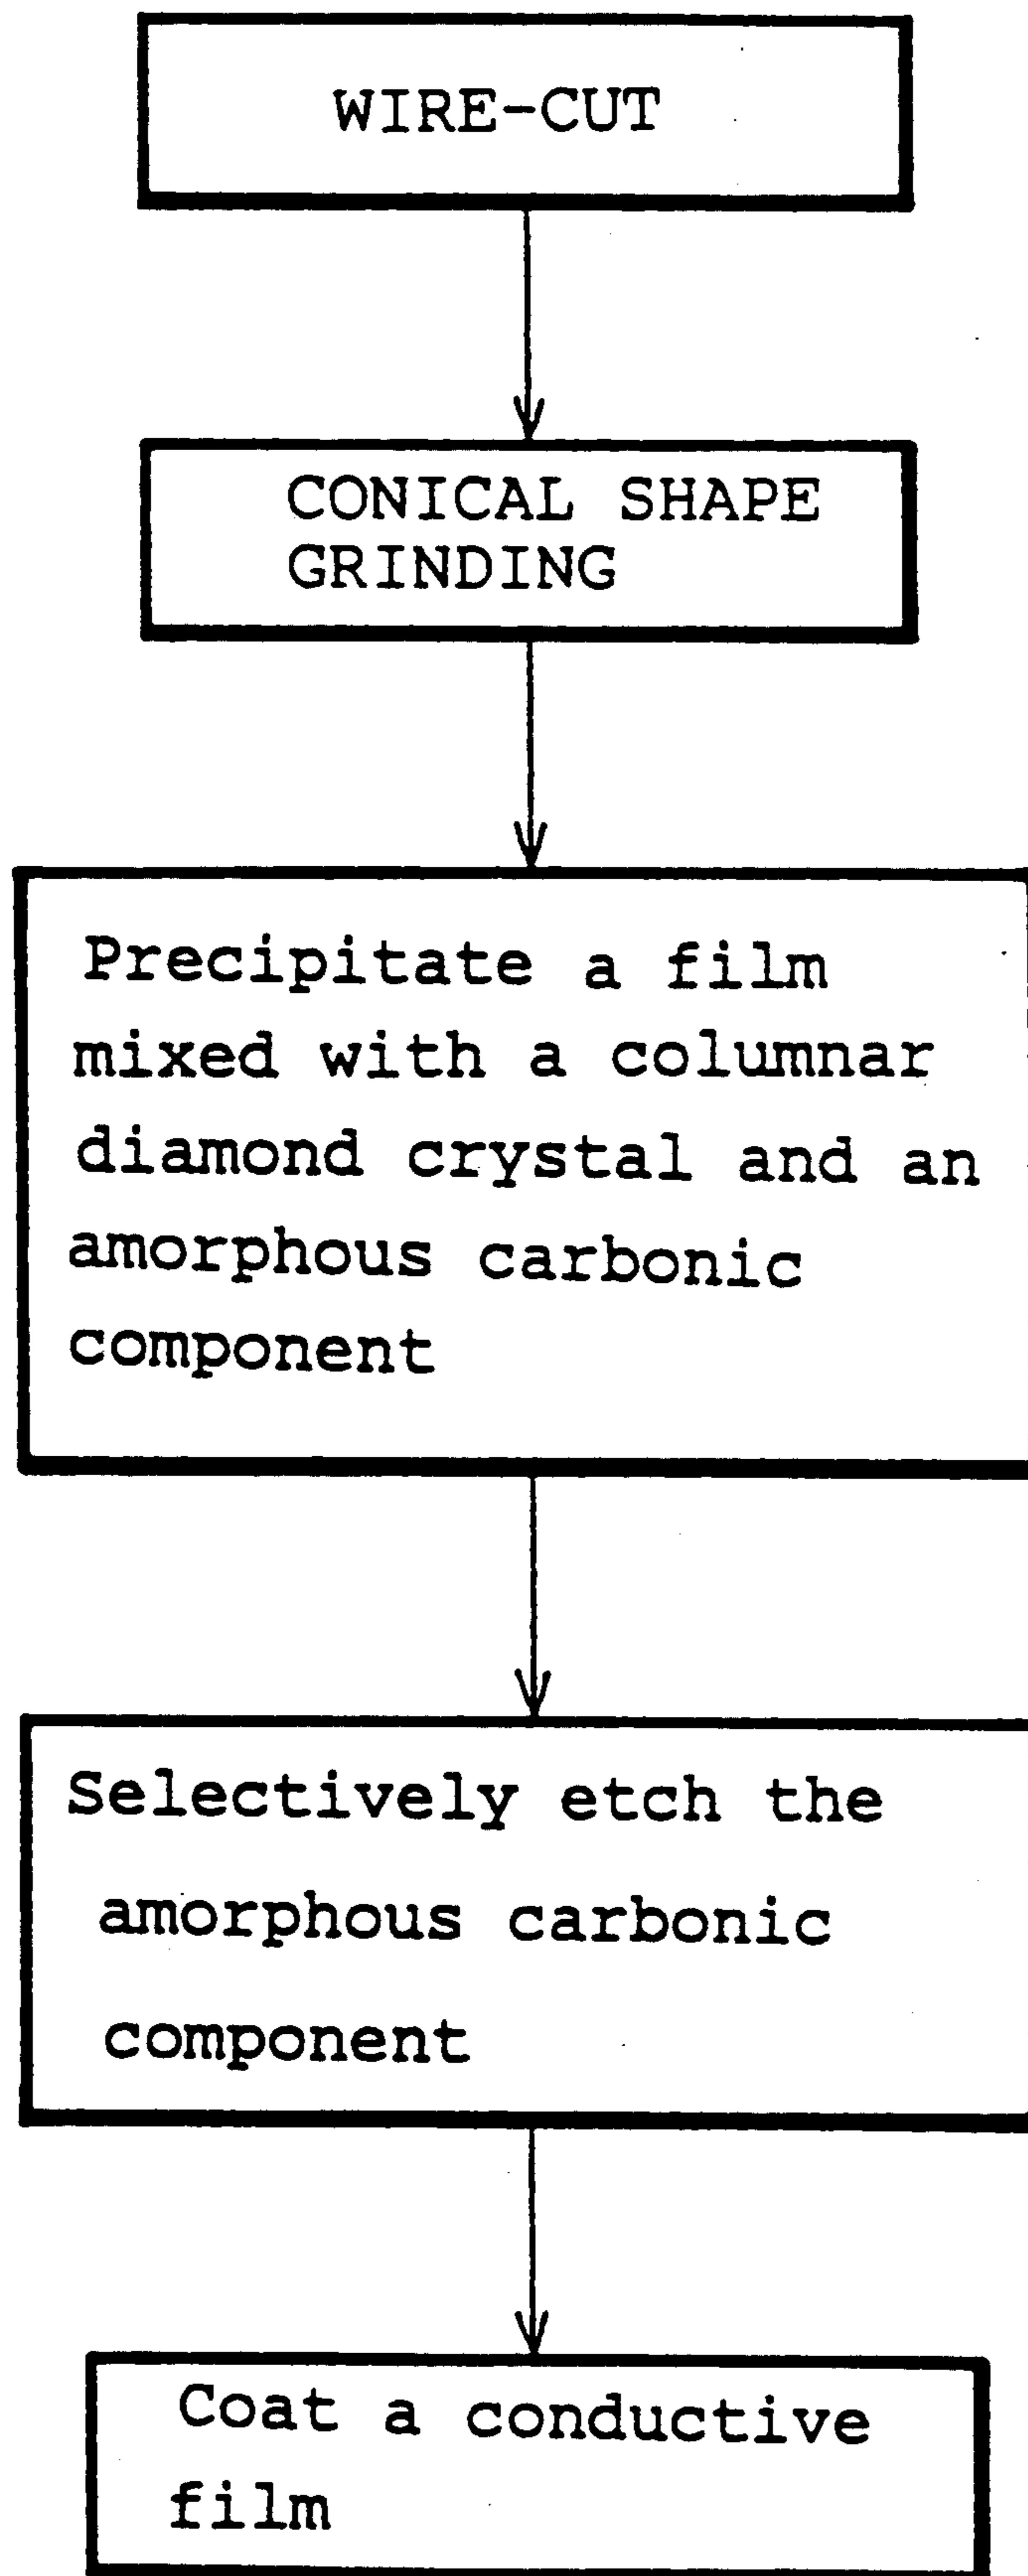 WIRE-CUT
CONICAL SHAPE
GRINDING
Precipitate a film
mixed with a columnar
diamond crystal and an
amorphous carbonic
component
Selectively etch the
amorphous carbonic
component
Coat a conductive
film